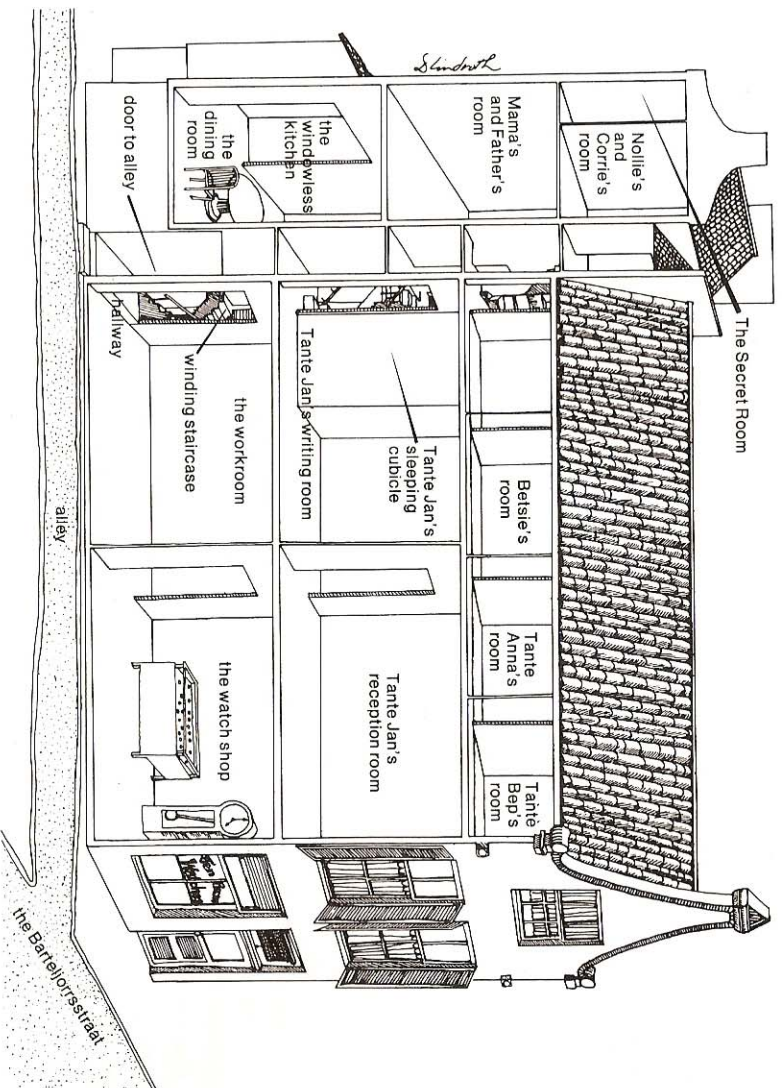 The Secret Room
Nollie's
and
Corrie's
room
Mama's
and Father's
room
the
windowless
kitchen
the
dining
room
door to alley
Betsie's
room
Tante
Anna's
room
Tante
Bep's
room
Tante Jan's
sleeping
cubicle
Tante Jan's writing room
Tante Jan's
reception room
the workroom
winding staircase
hallway
the watch shop
alley
the Barteljorrsstraat